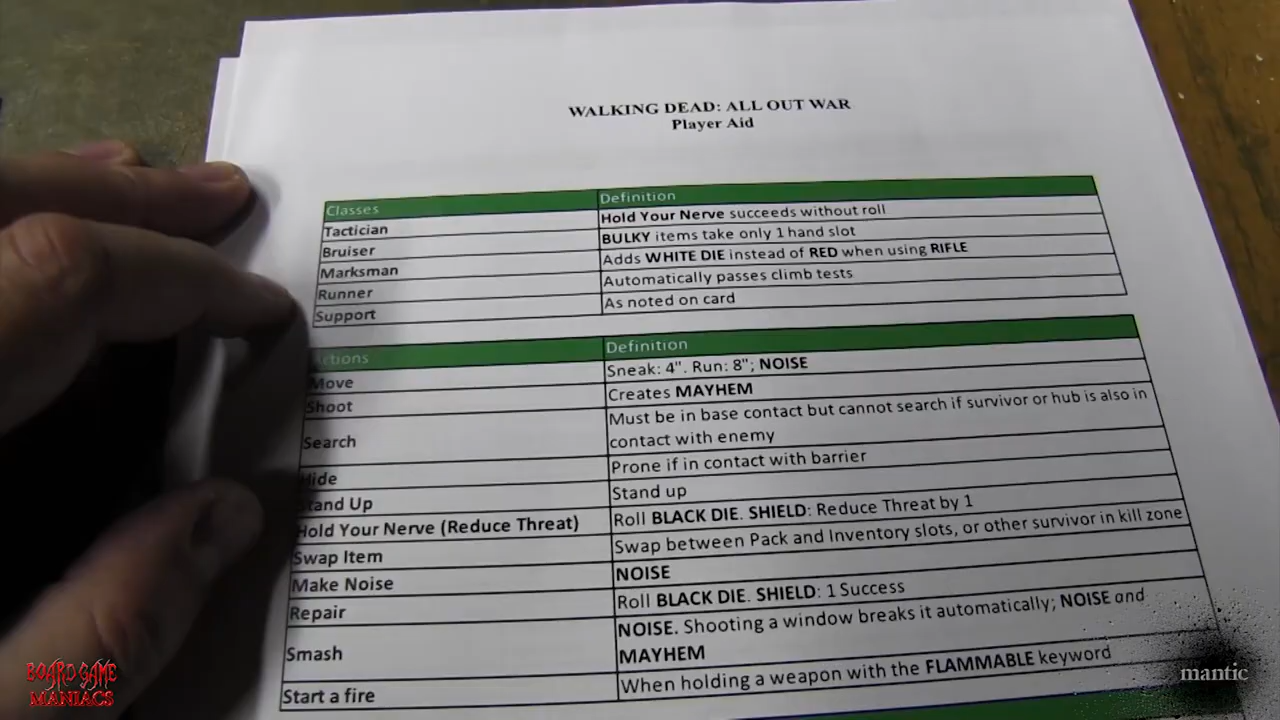 WALKING DEAD: ALL OUT WAR
Player Aid
Classes Definition
Tactician Hold Your Nerve succeeds without roll
Bruiser BULKY items take only 1 hand slot
Marksman Adds WHITE DIE instead of RED when using RIFLE
Runner Automatically passes climb tests
Support As noted on card
ctions Definition
Move Sneak: 4". Run: 8"; NOISE
Shoot Creates MAYHEM
Search Must be in base contact but cannot search if survivor or hub is also in
contact with enemy
Hide Prone if in contact with barrier
Stand Up Stand up
Hold Your Nerve (Reduce Threat) Roll BLACK DIE. SHIELD: Reduce Threat by 1
Swap Item Swap between Pack and Inventory slots, or other survivor in kill zone
Make Noise NOISE
Repair Roll BLACK DIE. SHIELD: 1 Success
Smash NOISE. Shooting a window breaks it automatically; NOISE and
MAYHEM
Start a fire When holding a weapon with the FLAMMABLE keyword
BOARD GAME
MANIACS
mantic